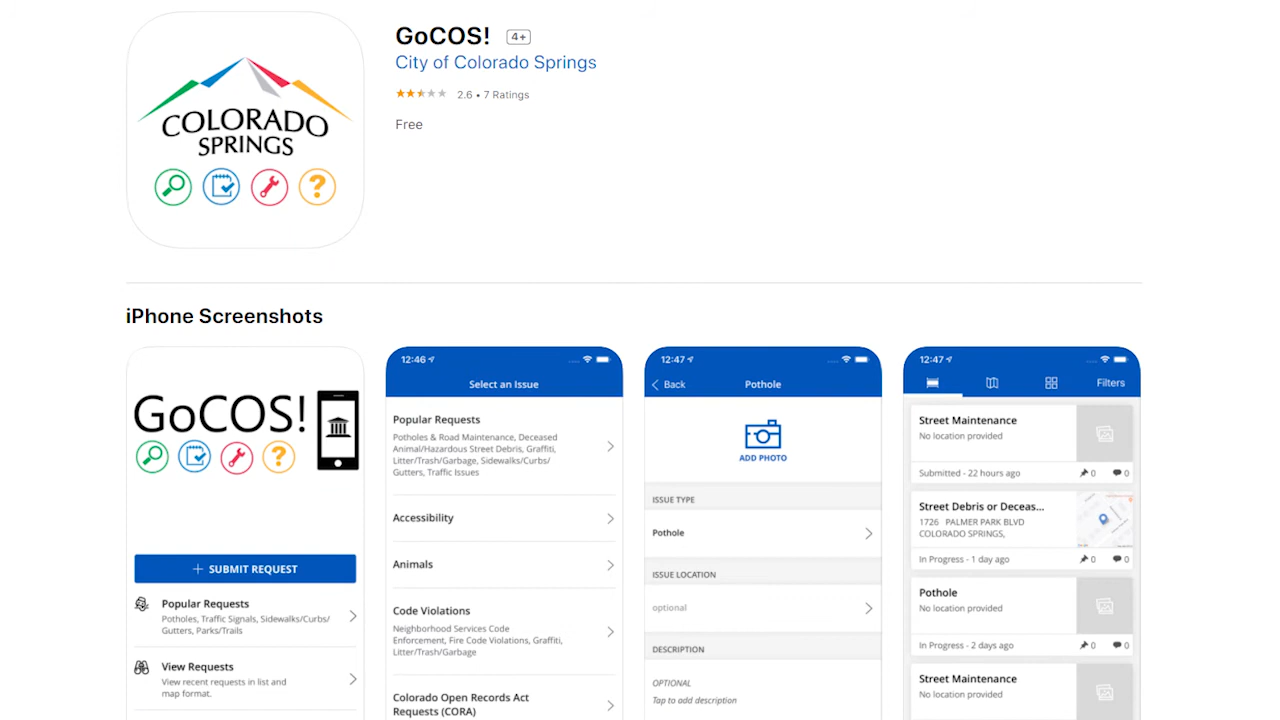 GoCOS! 4+
City of Colorado Springs
2.6 • 7 Ratings
Free
COLORADO
SPRINGS
iPhone Screenshots
GoCOS!
SUBMIT REQUEST
Popular Requests
Potholes, Traffic Signals, Sidewalks/Curbs/
Gutters, Parks/Trails
View Requests
View recent requests in list and
map format.
12:46
Select an Issue
Popular Requests
Potholes & Road Maintenance, Deceased
Animal/Hazardous Street Debris, Graffiti,
Litter/Trash/Garbage, Sidewalks/Curbs/
Gutters, Traffic Issues
Accessibility
Animals
Code Violations
Neighborhood Services Code
Enforcement, Fire Code Violations, Graffiti,
Litter/Trash/Garbage
Colorado Open Records Act
Requests (CORA)
12:47
Back Pothole
ADD PHOTO
ISSUE TYPE
Pothole
ISSUE LOCATION
optional
DESCRIPTION
OPTIONAL
Tap to add description
12:47
Filters
Street Maintenance
No location provided
Submitted - 22 hours ago 0 0
Street Debris or Deceas...
1726 PALMER PARK BLVD
COLORADO SPRINGS,
In Progress - 1 day ago 0 0
Pothole
No location provided
In Progress - 2 days ago 0 0
Street Maintenance
No location provided